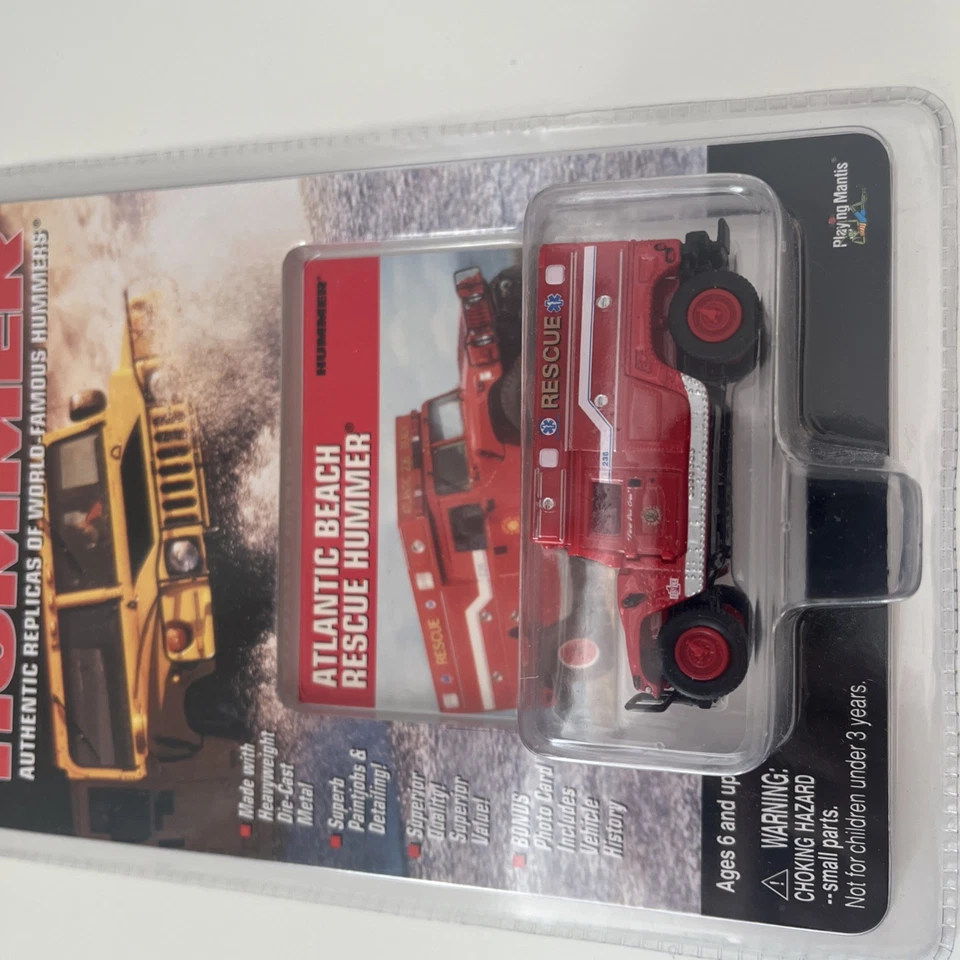 HUMMER
AUTHENTIC REPLICAS OF WORLD-FAMOUS HUMMERS®
Made with
Heavyweight
Die-Cast
Metal
Superb
Paintjobs &
Detailing!
Superior
Quality!
Superior
Value!
BONUS
Photo Card
Includes
Vehicle
History
HUMMER®
ATLANTIC BEACH
RESCUE HUMMER®
RESCUE
RESCUE
236
Ages 6 and up
WARNING:
CHOKING HAZARD
--small parts.
Not for children under 3 years.
Playing Mantis®